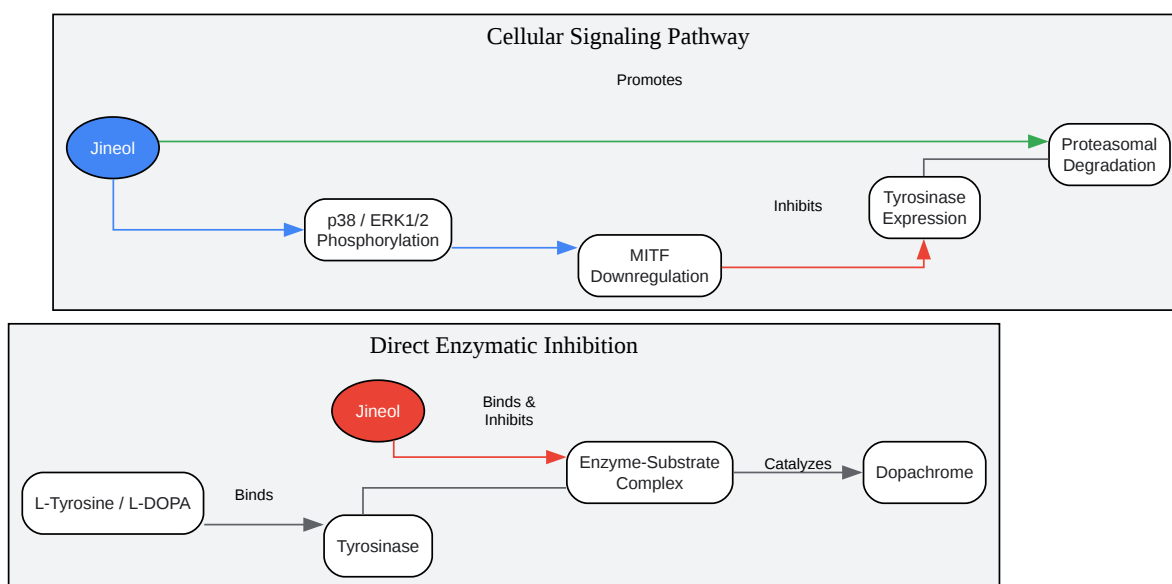 Cellular Signaling Pathway
Promotes
Jineol
Proteasomal
Degradation
Tyrosinase
Expression
Inhibits
p38 / ERK1/2
Phosphorylation
MITF
Downregulation
Direct Enzymatic Inhibition
Jineol
Binds &
Inhibits
Enzyme-Substrate
Complex
Catalyzes
Dopachrome
L-Tyrosine / L-DOPA
Binds
Tyrosinase